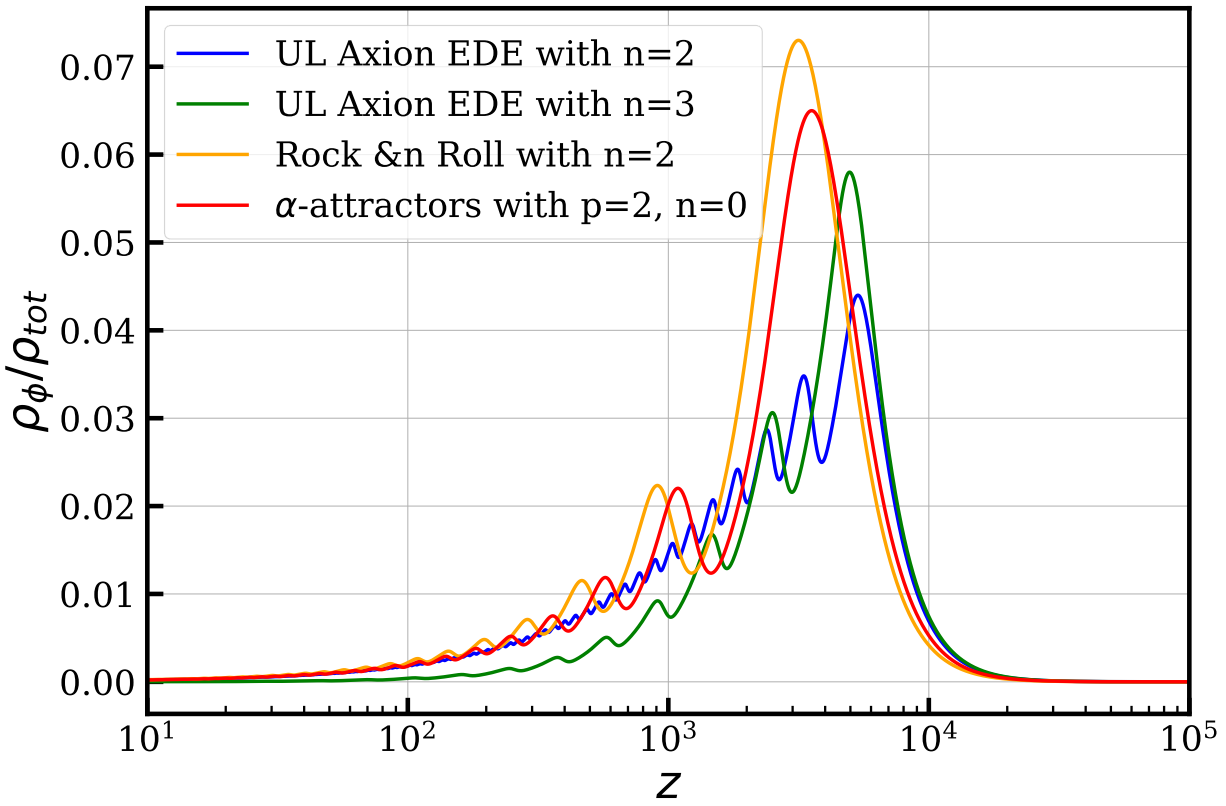 UL Axion EDE with n=2
UL Axion EDE with n=3
Rock &n Roll with n=2
α-attractors with p=2, n=0
0.07
0.06
0.05
0.04
0.03
0.02
0.01
0.00
ρϕ/ρtot
10¹ 10² 10³ 10⁴ 10⁵
z